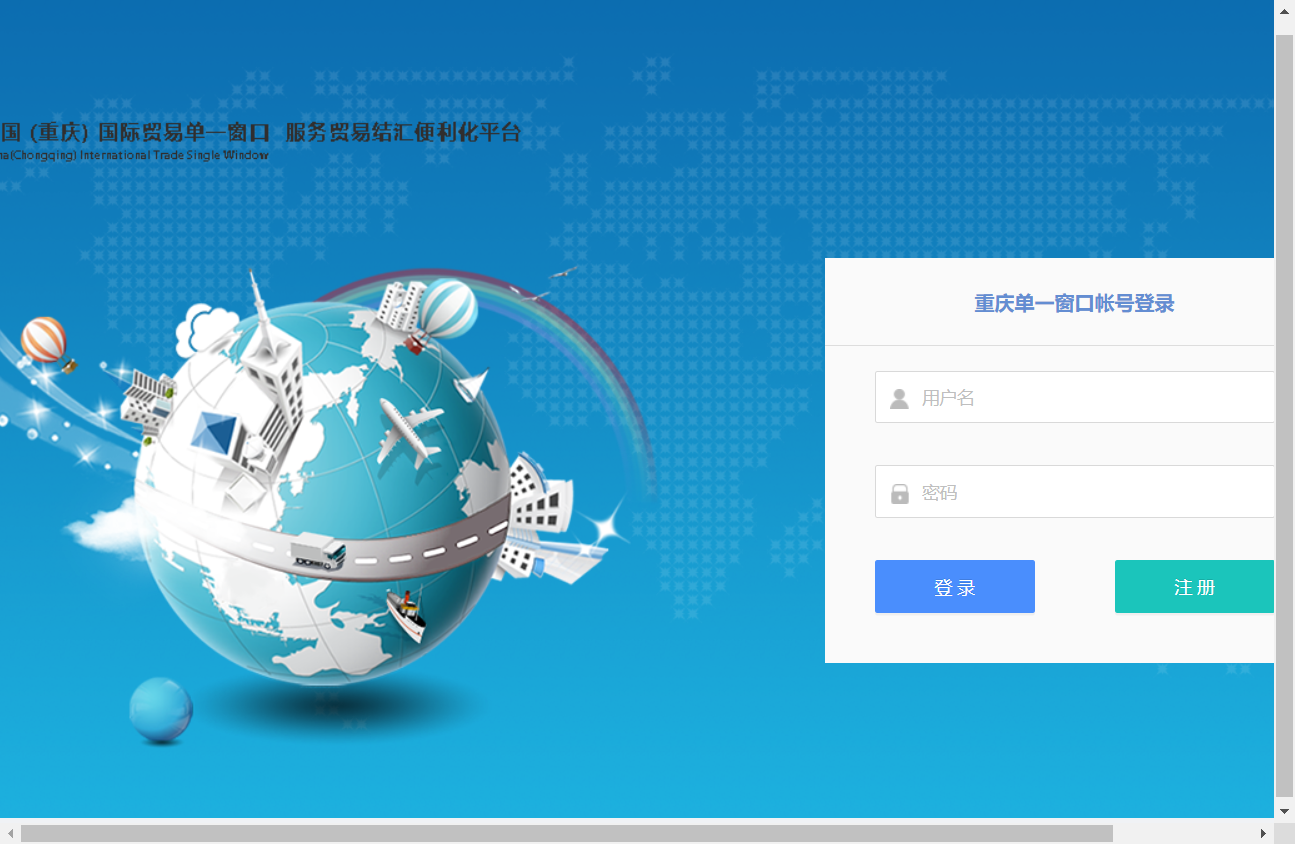 国 (重庆) 国际贸易单一窗口 服务贸易结汇便利化平台
na(Chongqing) International Trade Single Window
重庆单一窗口帐号登录
用户名
密码
登 录
注 册